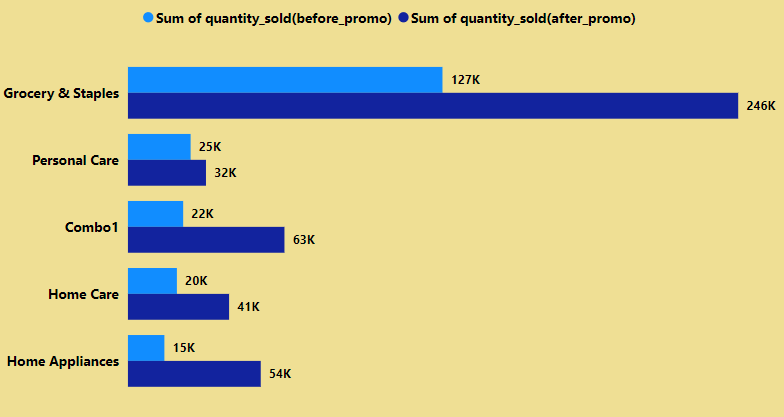 Sum of quantity_sold(before_promo) Sum of quantity_sold(after_promo)
Grocery & Staples 127K
246K
Personal Care 25K
32K
Combo1 22K
63K
Home Care 20K
41K
Home Appliances 15K
54K